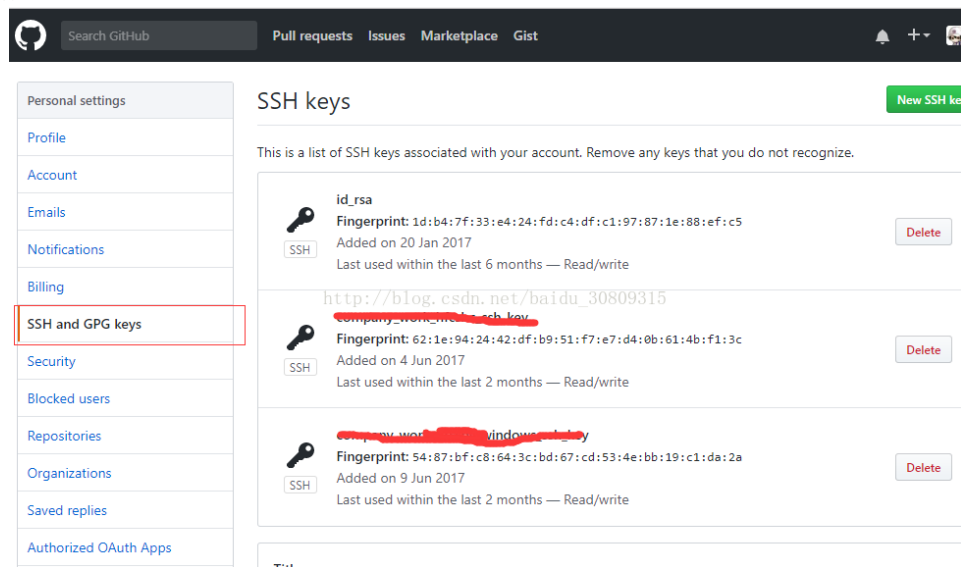 Search GitHub
Pull requests Issues Marketplace Gist
Personal settings
Profile
Account
Emails
Notifications
Billing
SSH and GPG keys
Security
Blocked users
Repositories
Organizations
Saved replies
Authorized OAuth Apps
SSH keys
New SSH ke
This is a list of SSH keys associated with your account. Remove any keys that you do not recognize.
id_rsa
Fingerprint: 1d:b4:7f:33:e4:24:fd:c4:df:c1:97:87:1e:88:ef:c5
SSH
Added on 20 Jan 2017
Last used within the last 6 months — Read/write
Delete
http://blog.csdn.net/baidu_30809315
Fingerprint: 62:1e:94:24:42:df:b9:51:f7:e7:d4:0b:61:4b:f1:3c
SSH
Added on 4 Jun 2017
Last used within the last 2 months — Read/write
Delete
Fingerprint: 54:87:bf:c8:64:3c:bd:67:cd:53:4e:bb:19:c1:da:2a
SSH
Added on 9 Jun 2017
Last used within the last 2 months — Read/write
Delete